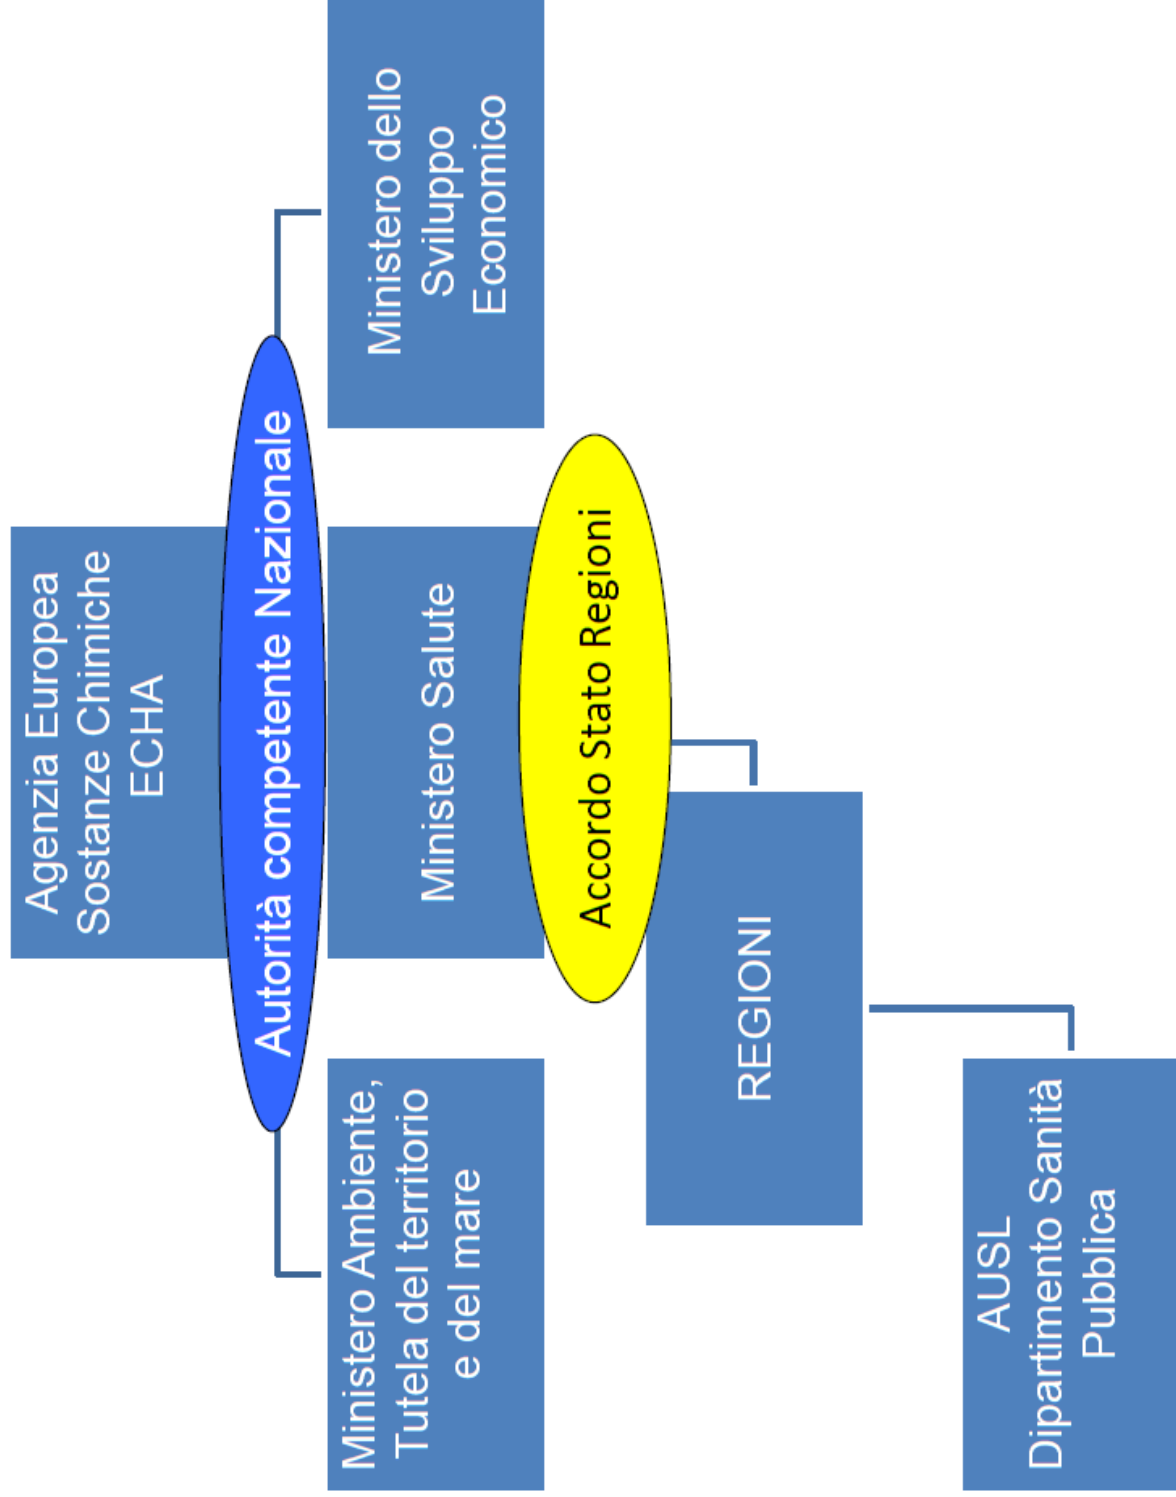 Agenzia Europea
Sostanze Chimiche
ECHA
Autorità competente Nazionale
Ministero Ambiente,
Tutela del territorio
e del mare
Ministero Salute
Ministero dello
Sviluppo
Economico
Accordo Stato Regioni
REGIONI
AUSL
Dipartimento Sanità
Pubblica